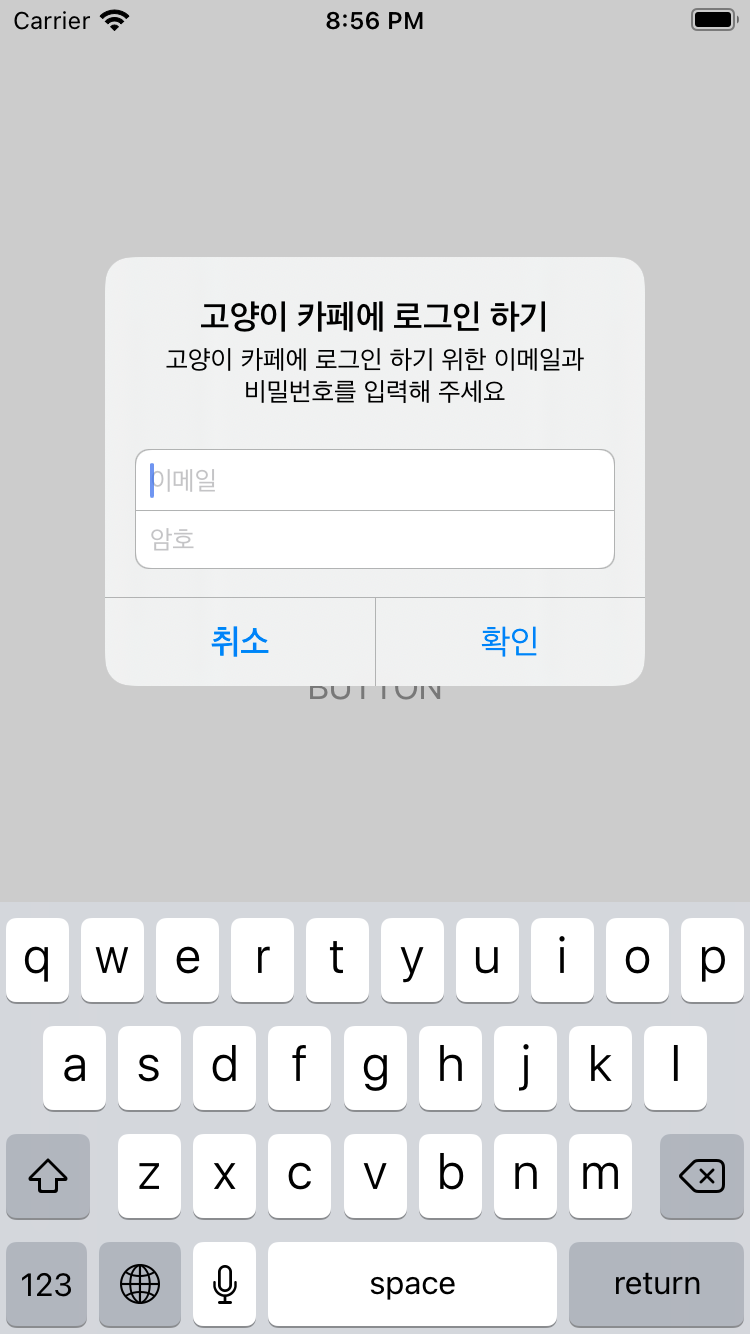 Carrier 8:56 PM
고양이 카페에 로그인 하기
고양이 카페에 로그인 하기 위한 이메일과
비밀번호를 입력해 주세요
이메일
암호
취소 확인
BUTTON
q w e r t y u i o p
a s d f g h j k l
z x c v b n m
123 space return